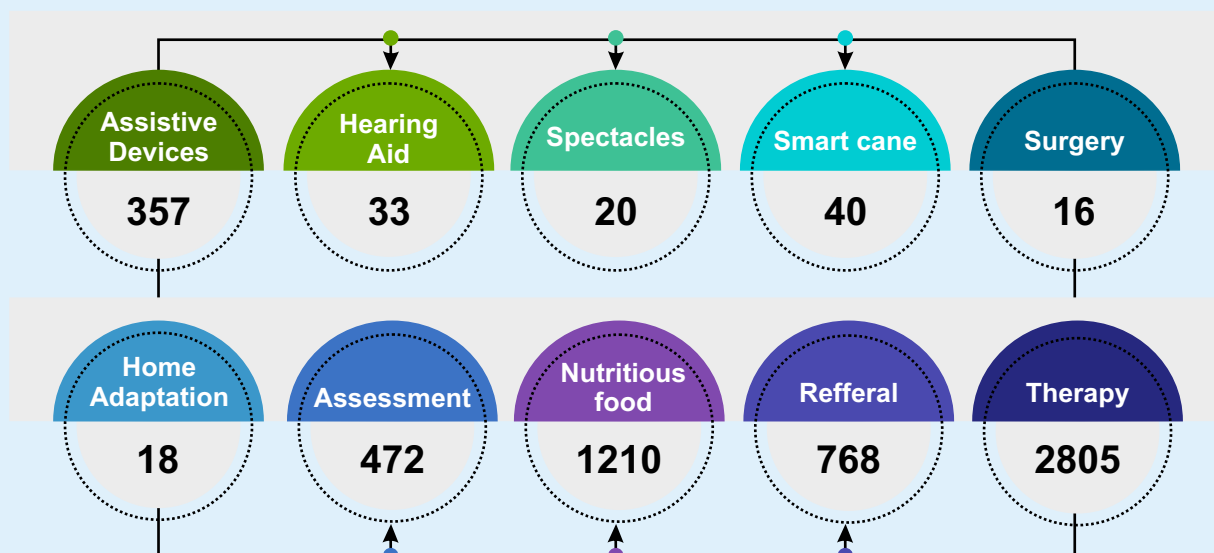 Assistive
Devices
357
Hearing
Aid
33
Spectacles
20
Smart cane
40
Surgery
16
Home
Adaptation
18
Assessment
472
Nutritious
food
1210
Refferal
768
Therapy
2805